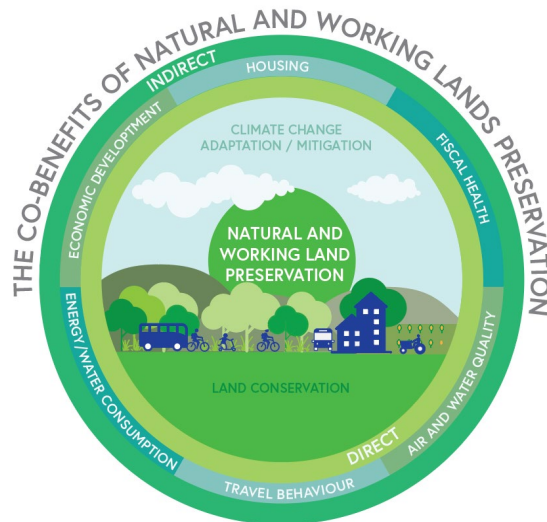 THE CO-BENEFITS OF NATURAL AND WORKING LANDS PRESERVATION
INDIRECT
HOUSING
ECONOMIC DEVELOPTMENT
FISCAL HEALTH
CLIMATE CHANGE
ADAPTATION / MITIGATION
NATURAL AND
WORKING LAND
PRESERVATION
LAND CONSERVATION
ENERGY/WATER CONSUMPTION
AIR AND WATER QUALITY
DIRECT
TRAVEL BEHAVIOUR